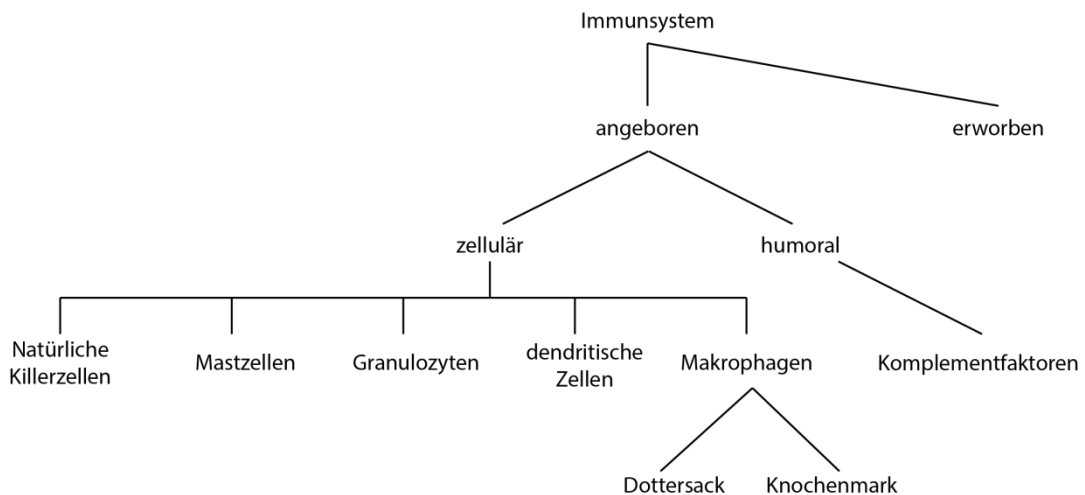 Immunsystem
angeboren
erworben
zellulär
humoral
Natürliche
Killerzellen
Mastzellen
Granulozyten
dendritische
Zellen
Makrophagen
Komplementfaktoren
Dottersack
Knochenmark